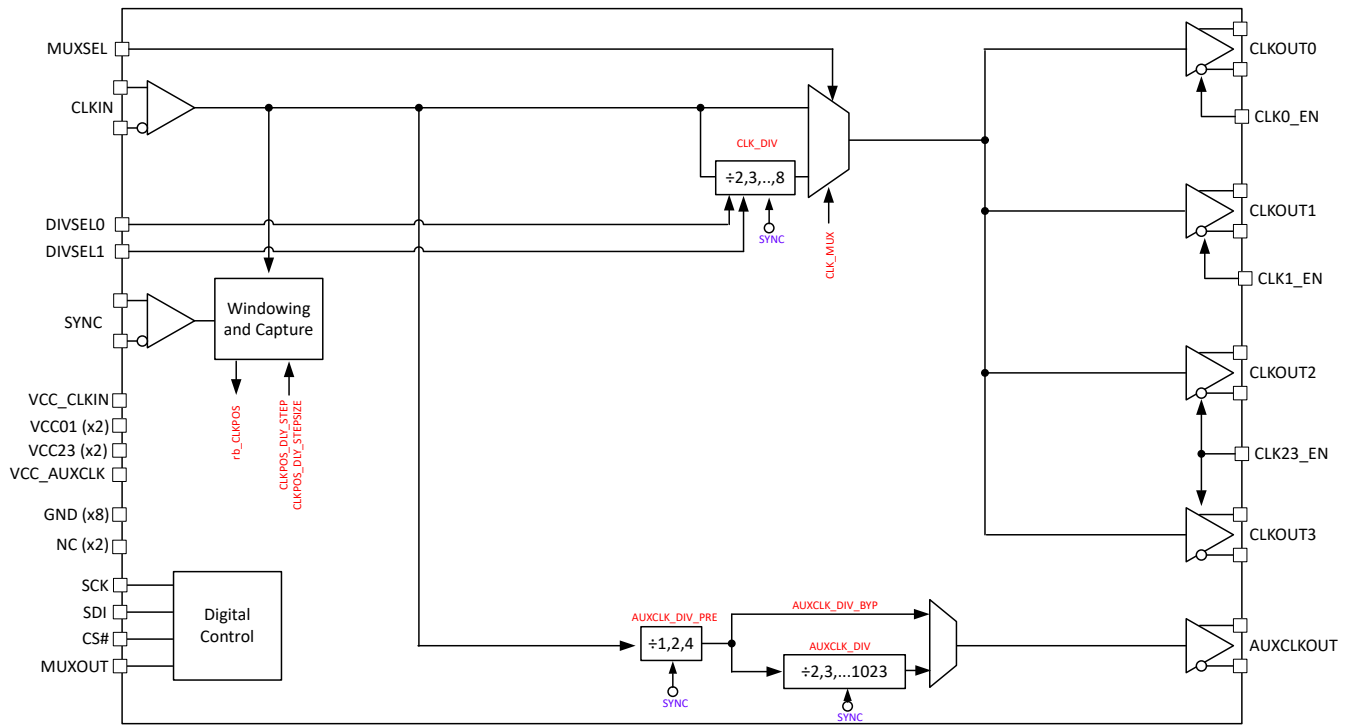 MUXSEL
CLKIN
DIVSEL0
DIVSEL1
SYNC
VCC_CLKIN
VCC01 (x2)
VCC23 (x2)
VCC_AUXCLK
GND (x8)
NC (x2)
SCK
SDI
CS#
MUXOUT
Windowing
and Capture
rb_CLKPOS
CLKPOS_DLY_STEP
CLKPOS_DLY_STEPSIZE
Digital
Control
CLK_DIV
÷2,3,..,8
SYNC
CLK_MUX
AUXCLK_DIV_PRE
÷1,2,4
SYNC
AUXCLK_DIV_BYP
AUXCLK_DIV
÷2,3,...1023
SYNC
CLKOUT0
CLK0_EN
CLKOUT1
CLK1_EN
CLKOUT2
CLK23_EN
CLKOUT3
AUXCLKOUT